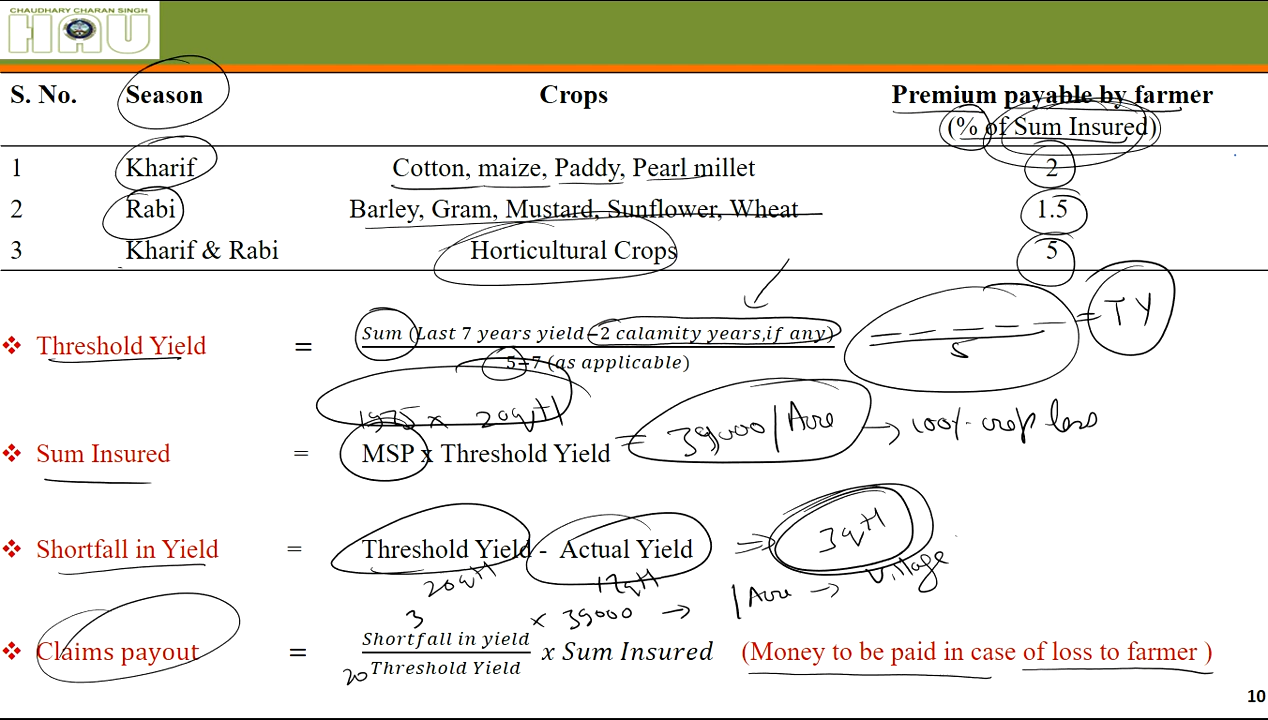 CHAUDHARY CHARAN SINGH
HAU
S. No. Season Crops Premium payable by farmer
(% of Sum Insured)
1 Kharif Cotton, maize, Paddy, Pearl millet 2
2 Rabi Barley, Gram, Mustard, Sunflower, Wheat 1.5
3 Kharif & Rabi Horticultural Crops 5
❖ Threshold Yield = Sum (Last 7 years yield−2 calamity years,if any) = TY
5−7 (as applicable) 5
1975 x 20qtl
❖ Sum Insured = MSP x Threshold Yield = 39000/Acre → 100% crop loss
❖ Shortfall in Yield = Threshold Yield - Actual Yield ⇒ 3qtl
20qtl 17qtl /Acre → Village
3 x 39000 →
❖ Claims payout = Shortfall in yield x Sum Insured (Money to be paid in case of loss to farmer )
20 Threshold Yield
10